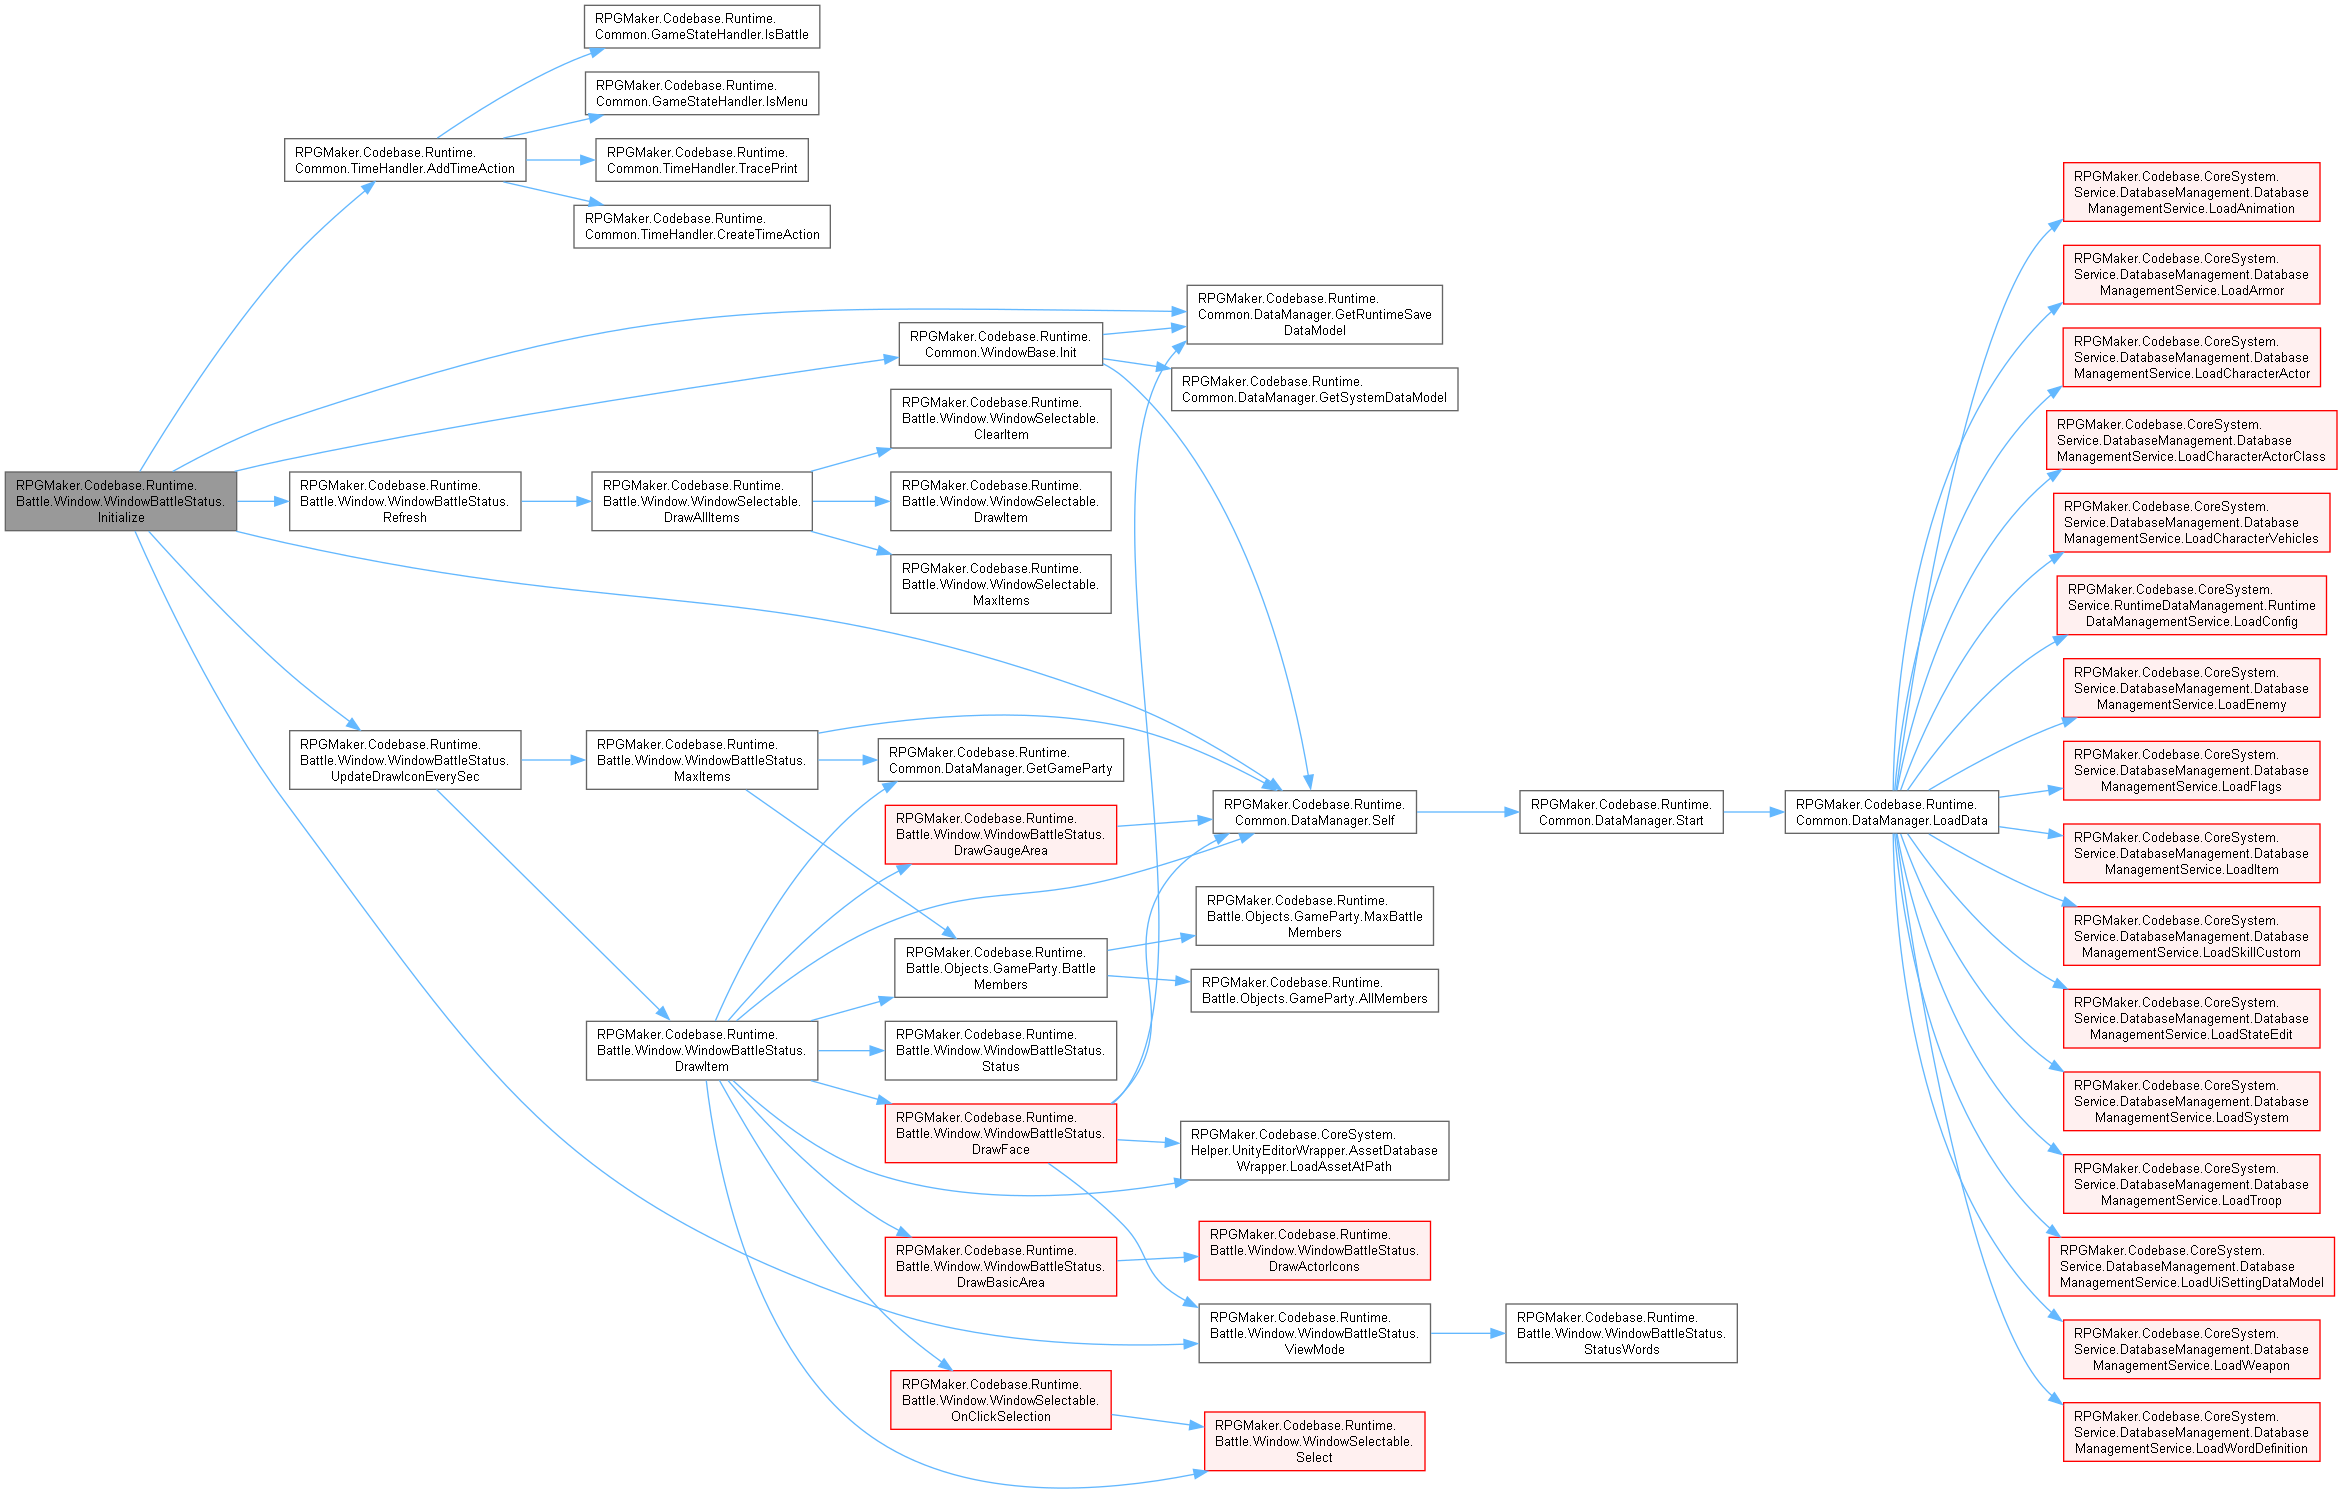 RPGMaker.Codebase.Runtime.
Common.GameStateHandler.IsBattle
RPGMaker.Codebase.Runtime.
Common.GameStateHandler.IsMenu
RPGMaker.Codebase.Runtime.
Common.TimeHandler.AddTimeAction
RPGMaker.Codebase.Runtime.
Common.TimeHandler.TracePrint
RPGMaker.Codebase.Runtime.
Common.TimeHandler.CreateTimeAction
RPGMaker.Codebase.Runtime.
Common.DataManager.GetRuntimeSave
DataModel
RPGMaker.Codebase.Runtime.
Common.WindowBase.Init
RPGMaker.Codebase.Runtime.
Common.DataManager.GetSystemDataModel
RPGMaker.Codebase.Runtime.
Battle.Window.WindowSelectable.
ClearItem
RPGMaker.Codebase.Runtime.
Battle.Window.WindowBattleStatus.
Initialize
RPGMaker.Codebase.Runtime.
Battle.Window.WindowBattleStatus.
Refresh
RPGMaker.Codebase.Runtime.
Battle.Window.WindowSelectable.
DrawAllItems
RPGMaker.Codebase.Runtime.
Battle.Window.WindowSelectable.
DrawItem
RPGMaker.Codebase.Runtime.
Battle.Window.WindowSelectable.
MaxItems
RPGMaker.Codebase.Runtime.
Battle.Window.WindowBattleStatus.
UpdateDrawIconEverySec
RPGMaker.Codebase.Runtime.
Battle.Window.WindowBattleStatus.
MaxItems
RPGMaker.Codebase.Runtime.
Common.DataManager.GetGameParty
RPGMaker.Codebase.Runtime.
Battle.Window.WindowBattleStatus.
DrawGaugeArea
RPGMaker.Codebase.Runtime.
Common.DataManager.Self
RPGMaker.Codebase.Runtime.
Common.DataManager.Start
RPGMaker.Codebase.Runtime.
Common.DataManager.LoadData
RPGMaker.Codebase.Runtime.
Battle.Objects.GameParty.MaxBattle
Members
RPGMaker.Codebase.Runtime.
Battle.Objects.GameParty.Battle
Members
RPGMaker.Codebase.Runtime.
Battle.Objects.GameParty.AllMembers
RPGMaker.Codebase.Runtime.
Battle.Window.WindowBattleStatus.
DrawItem
RPGMaker.Codebase.Runtime.
Battle.Window.WindowBattleStatus.
Status
RPGMaker.Codebase.Runtime.
Battle.Window.WindowBattleStatus.
DrawFace
RPGMaker.Codebase.CoreSystem.
Helper.UnityEditorWrapper.AssetDatabase
Wrapper.LoadAssetAtPath
RPGMaker.Codebase.Runtime.
Battle.Window.WindowBattleStatus.
DrawBasicArea
RPGMaker.Codebase.Runtime.
Battle.Window.WindowBattleStatus.
DrawActorIcons
RPGMaker.Codebase.Runtime.
Battle.Window.WindowBattleStatus.
ViewMode
RPGMaker.Codebase.Runtime.
Battle.Window.WindowBattleStatus.
StatusWords
RPGMaker.Codebase.Runtime.
Battle.Window.WindowSelectable.
OnClickSelection
RPGMaker.Codebase.Runtime.
Battle.Window.WindowSelectable.
Select
RPGMaker.Codebase.CoreSystem.
Service.DatabaseManagement.Database
ManagementService.LoadAnimation
RPGMaker.Codebase.CoreSystem.
Service.DatabaseManagement.Database
ManagementService.LoadArmor
RPGMaker.Codebase.CoreSystem.
Service.DatabaseManagement.Database
ManagementService.LoadCharacterActor
RPGMaker.Codebase.CoreSystem.
Service.DatabaseManagement.Database
ManagementService.LoadCharacterActorClass
RPGMaker.Codebase.CoreSystem.
Service.DatabaseManagement.Database
ManagementService.LoadCharacterVehicles
RPGMaker.Codebase.CoreSystem.
Service.RuntimeDataManagement.Runtime
DataManagementService.LoadConfig
RPGMaker.Codebase.CoreSystem.
Service.DatabaseManagement.Database
ManagementService.LoadEnemy
RPGMaker.Codebase.CoreSystem.
Service.DatabaseManagement.Database
ManagementService.LoadFlags
RPGMaker.Codebase.CoreSystem.
Service.DatabaseManagement.Database
ManagementService.LoadItem
RPGMaker.Codebase.CoreSystem.
Service.DatabaseManagement.Database
ManagementService.LoadSkillCustom
RPGMaker.Codebase.CoreSystem.
Service.DatabaseManagement.Database
ManagementService.LoadStateEdit
RPGMaker.Codebase.CoreSystem.
Service.DatabaseManagement.Database
ManagementService.LoadSystem
RPGMaker.Codebase.CoreSystem.
Service.DatabaseManagement.Database
ManagementService.LoadTroop
RPGMaker.Codebase.CoreSystem.
Service.DatabaseManagement.Database
ManagementService.LoadUiSettingDataModel
RPGMaker.Codebase.CoreSystem.
Service.DatabaseManagement.Database
ManagementService.LoadWeapon
RPGMaker.Codebase.CoreSystem.
Service.DatabaseManagement.Database
ManagementService.LoadWordDefinition